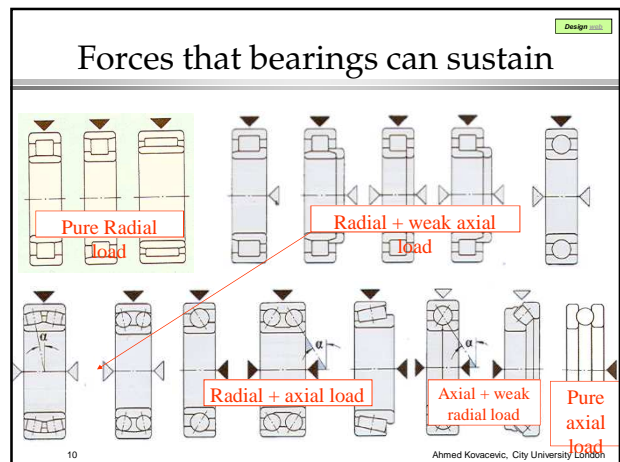 Design web
Forces that bearings can sustain
Pure Radial
load
Radial + weak axial
load
α
α
α
Radial + axial load
Axial + weak
radial load
Pure
axial
load
10
Ahmed Kovacevic, City University London